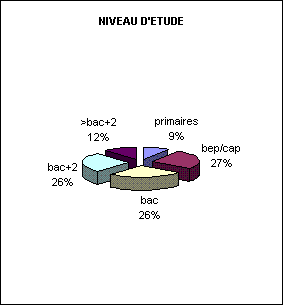 NIVEAU D'ETUDE
>bac+2
12%
primaires
9%
bep/cap
27%
bac+2
26%
bac
26%